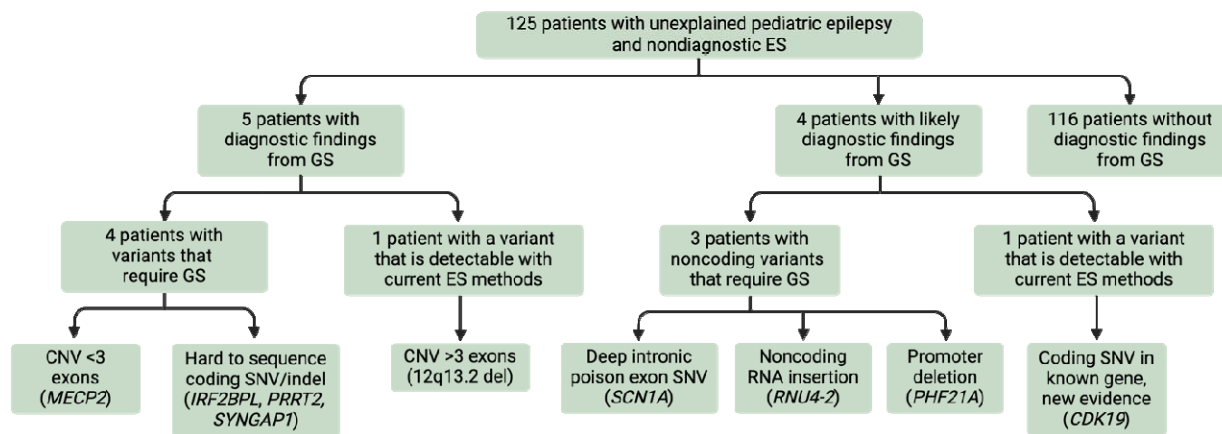 125 patients with unexplained pediatric epilepsy
and nondiagnostic ES
5 patients with
diagnostic findings
from GS
4 patients with likely
diagnostic findings
from GS
116 patients without
diagnostic findings
from GS
4 patients with
variants that
require GS
1 patient with a variant
that is detectable with
current ES methods
3 patients with
noncoding variants
that require GS
1 patient with a variant
that is detectable with
current ES methods
CNV <3
exons
(MECP2)
Hard to sequence
coding SNV/indel
(IRF2BPL, PRRT2,
SYNGAP1)
CNV >3 exons
(12q13.2 del)
Deep intronic
poison exon SNV
(SCN1A)
Noncoding
RNA insertion
(RNU4-2)
Promoter
deletion
(PHF21A)
Coding SNV in
known gene,
new evidence
(CDK19)